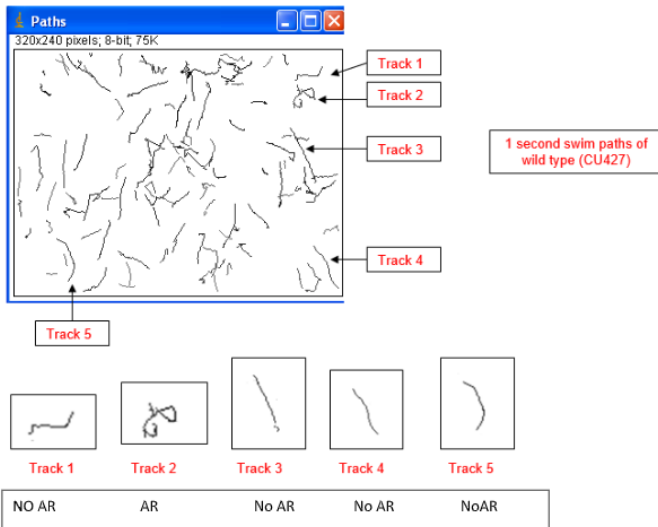 Paths
320x240 pixels; 8-bit; 75K
Track 1
Track 2
Track 3
1 second swim paths of
wild type (CU427)
Track 4
Track 5
Track 1 Track 2 Track 3 Track 4 Track 5
NO AR AR No AR No AR NoAR